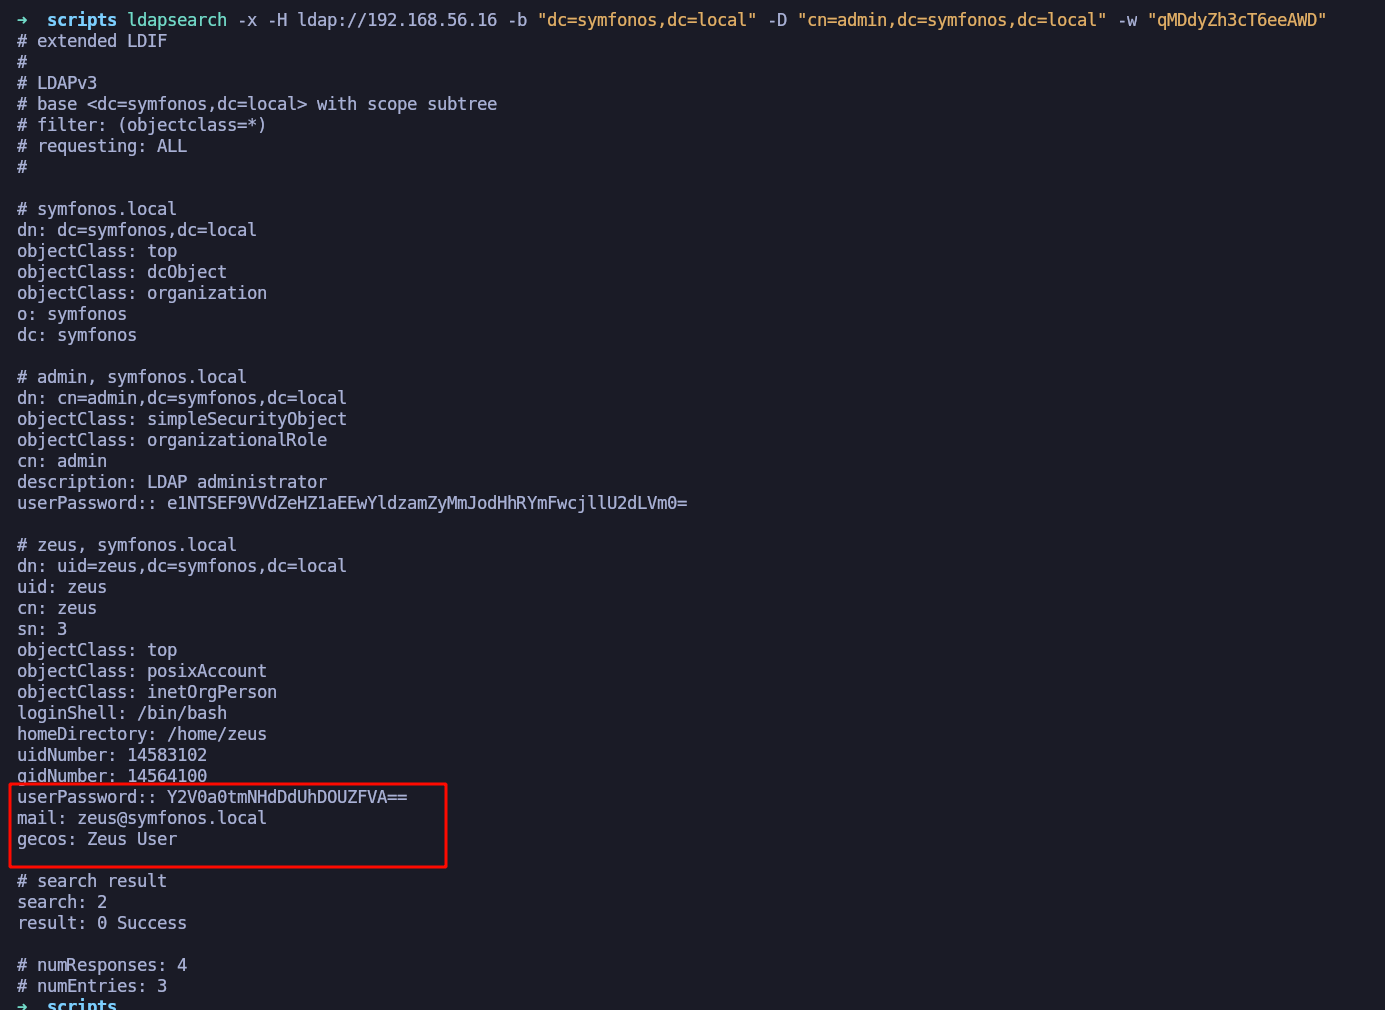 ➜  scripts ldapsearch -x -H ldap://192.168.56.16 -b "dc=symfonos,dc=local" -D "cn=admin,dc=symfonos,dc=local" -w "qMDdyZh3cT6eeAWD"
# extended LDIF
#
# LDAPv3
# base <dc=symfonos,dc=local> with scope subtree
# filter: (objectclass=*)
# requesting: ALL
#

# symfonos.local
dn: dc=symfonos,dc=local
objectClass: top
objectClass: dcObject
objectClass: organization
o: symfonos
dc: symfonos

# admin, symfonos.local
dn: cn=admin,dc=symfonos,dc=local
objectClass: simpleSecurityObject
objectClass: organizationalRole
cn: admin
description: LDAP administrator
userPassword:: e1NTSEF9VVdZeHZ1aEEwYldzamZyMmJodHhRYmFwcjllU2dLVm0=

# zeus, symfonos.local
dn: uid=zeus,dc=symfonos,dc=local
uid: zeus
cn: zeus
sn: 3
objectClass: top
objectClass: posixAccount
objectClass: inetOrgPerson
loginShell: /bin/bash
homeDirectory: /home/zeus
uidNumber: 14583102
gidNumber: 14564100
userPassword:: Y2V0a0tmNHdDdUhDOUZFVA==
mail: zeus@symfonos.local
gecos: Zeus User

# search result
search: 2
result: 0 Success

# numResponses: 4
# numEntries: 3
➜  scripts